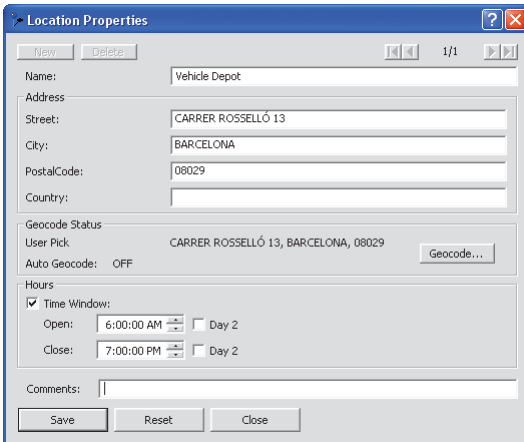 Location Properties
New Delete 1/1
Name: Vehicle Depot
Address
Street: CARRER ROSSELLÓ 13
City: BARCELONA
PostalCode: 08029
Country:
Geocode Status
User Pick CARRER ROSSELLÓ 13, BARCELONA, 08029
Auto Geocode: OFF Geocode...
Hours
Time Window:
Open: 6:00:00 AM Day 2
Close: 7:00:00 PM Day 2
Comments:
Save Reset Close